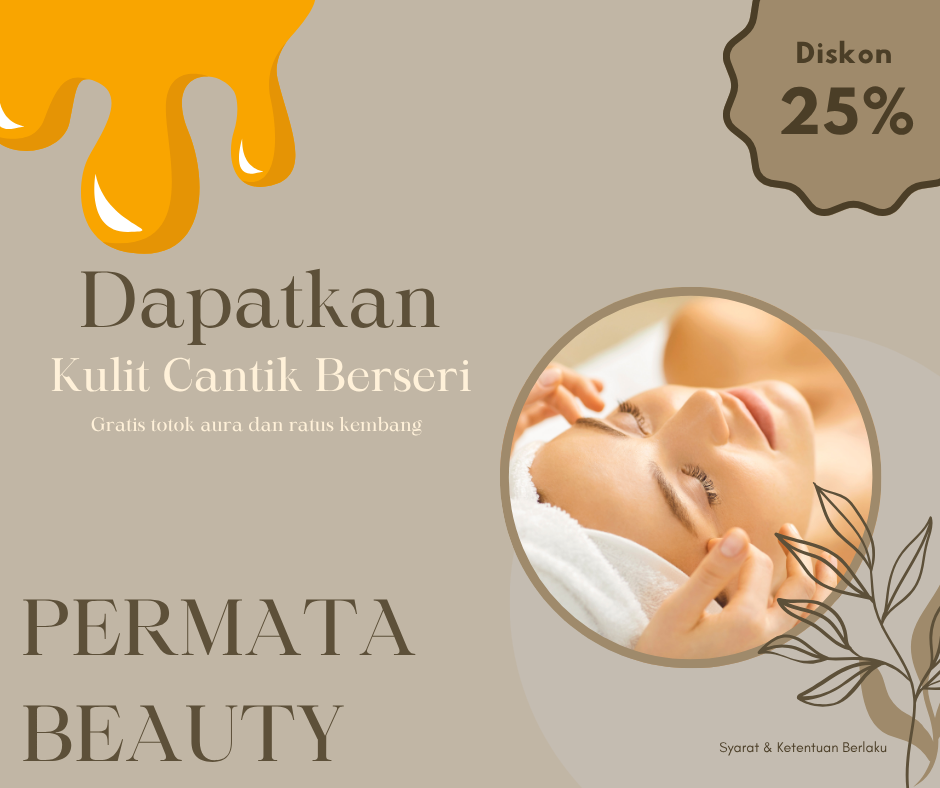 Diskon
25%
Dapatkan
Kulit Cantik Berseri
Gratis totok aura dan ratus kembang
PERMATA
BEAUTY
Syarat & Ketentuan Berlaku